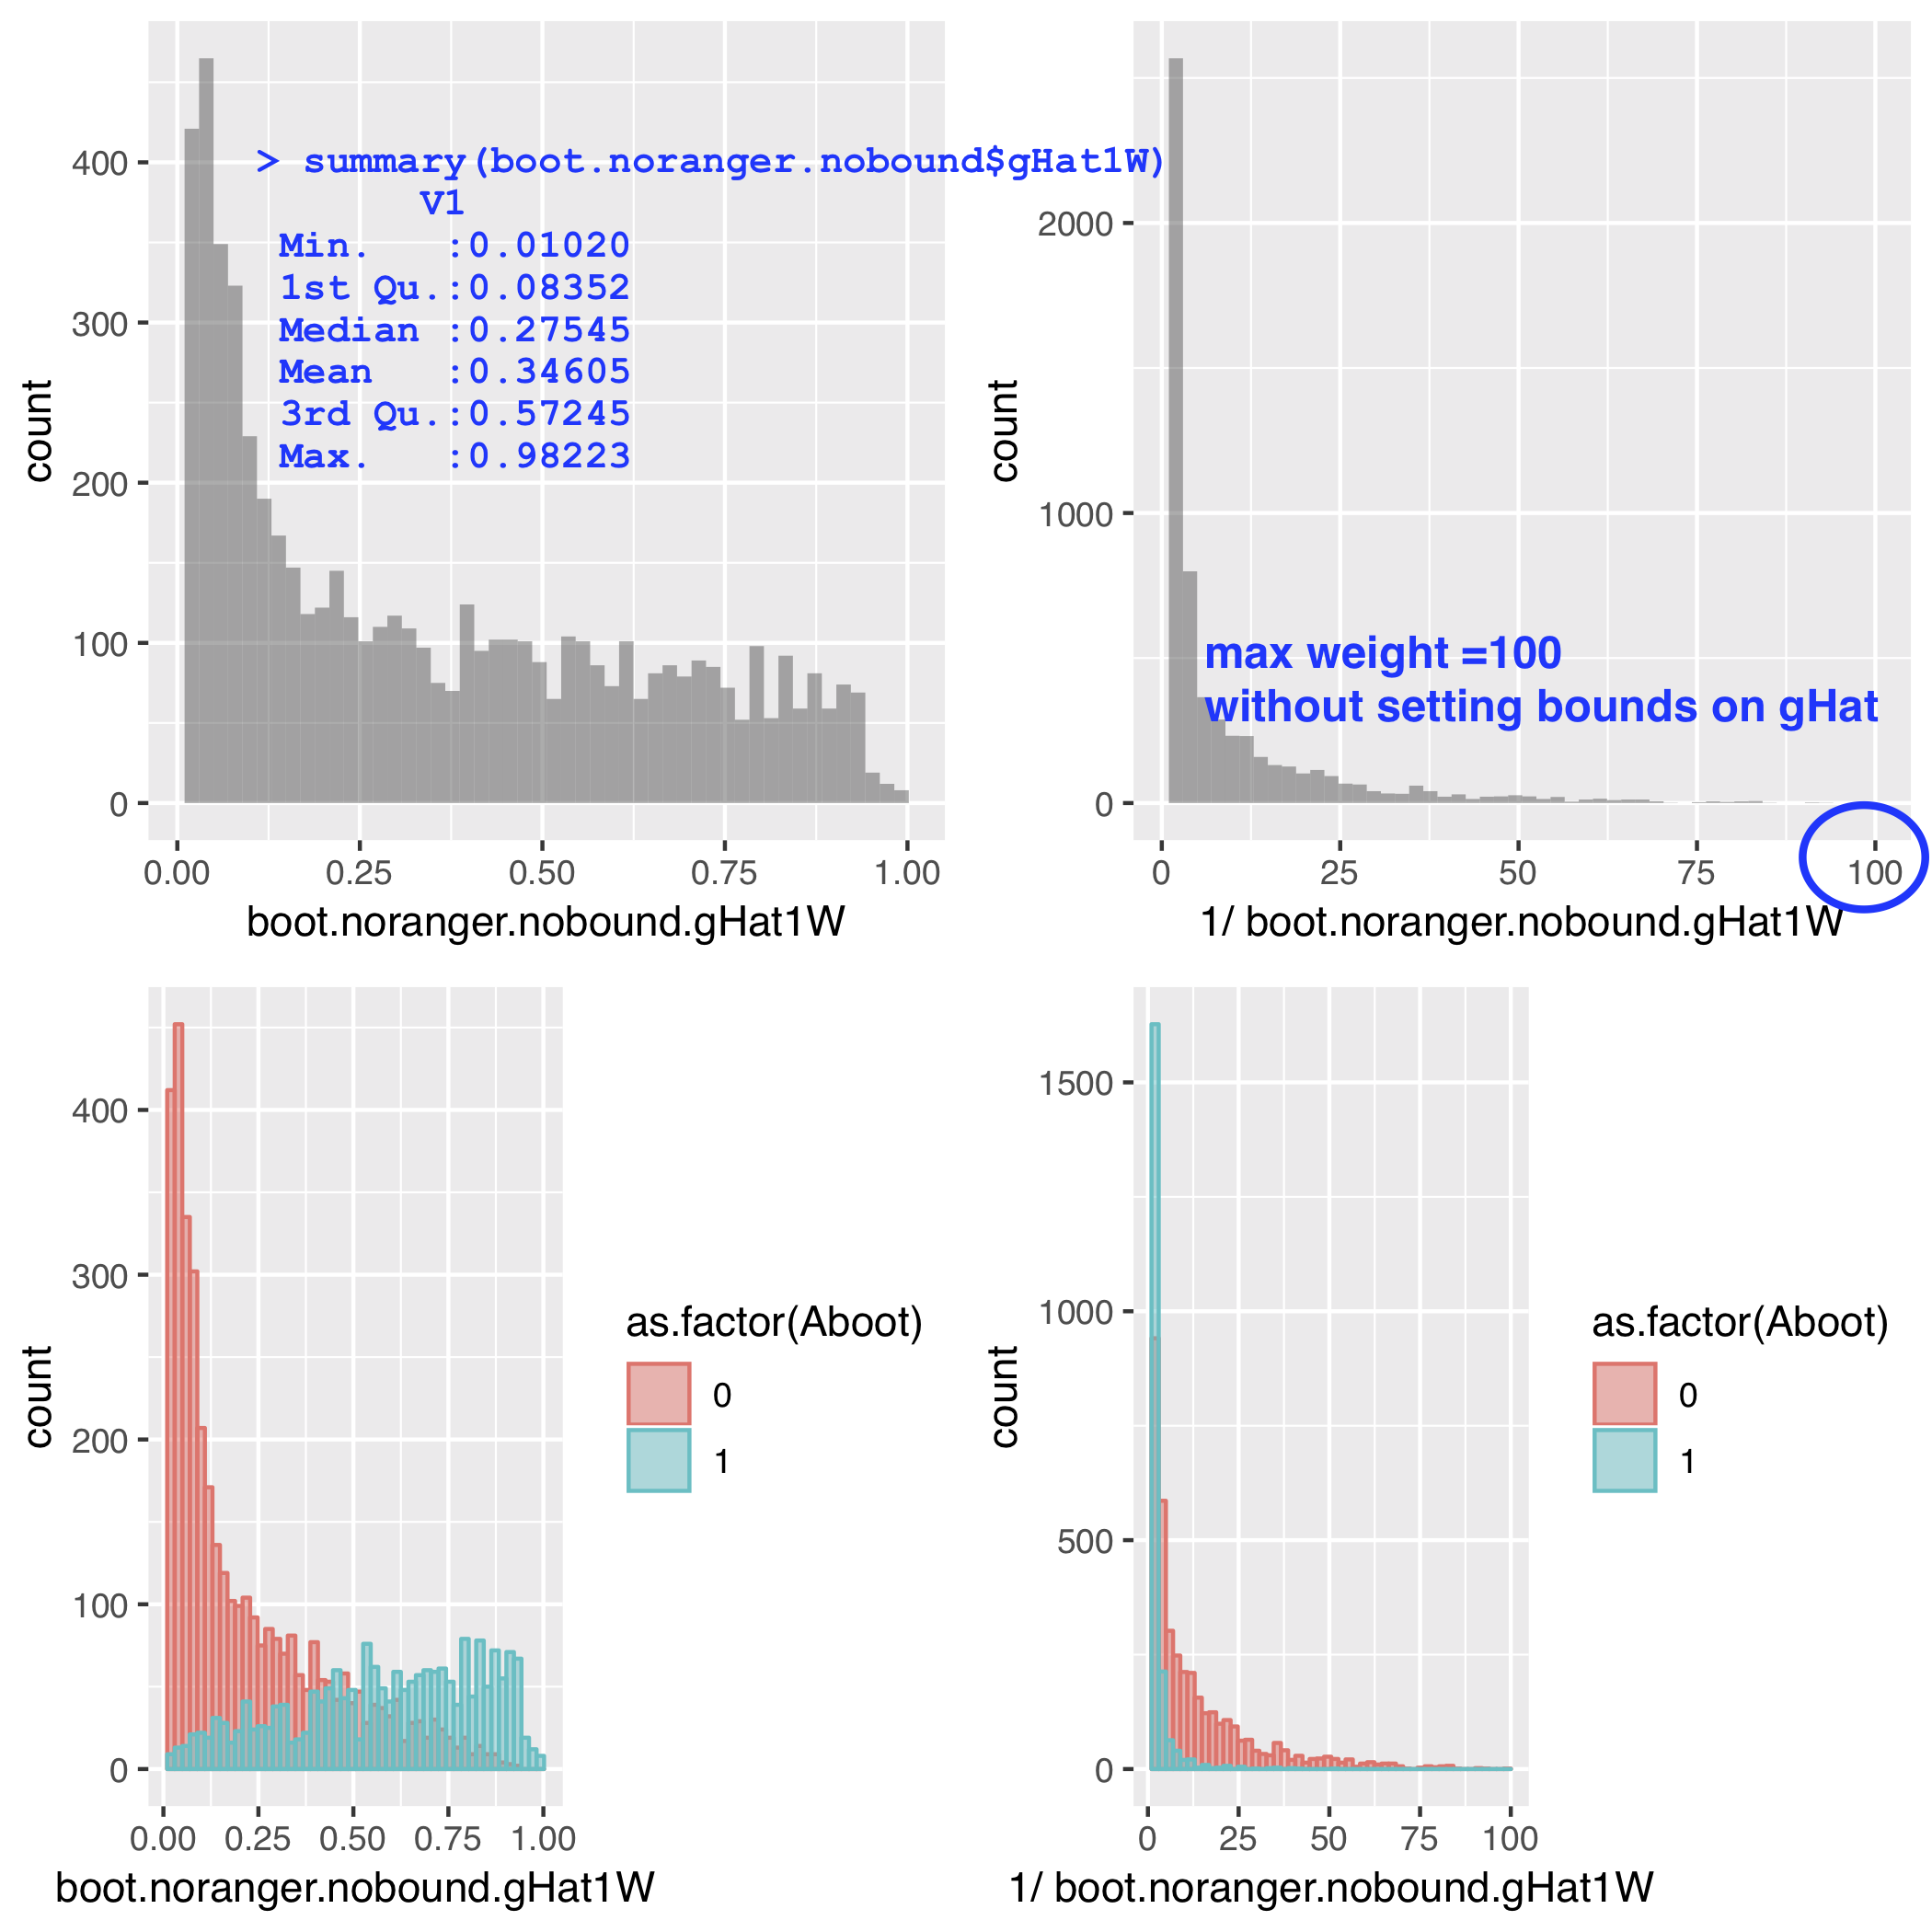 > summary(boot.noranger.nobound$gHat1W)
V1
Min. :0.01020
1st Qu.:0.08352
Median :0.27545
Mean :0.34605
3rd Qu.:0.57245
Max. :0.98223
400
300
200
100
0
count
0.00 0.25 0.50 0.75 1.00
boot.noranger.nobound.gHat1W
2000
1000
0
count
max weight =100
without setting bounds on gHat
0 25 50 75 100
1/ boot.noranger.nobound.gHat1W
400
300
200
100
0
count
0.00 0.25 0.50 0.75 1.00
boot.noranger.nobound.gHat1W
as.factor(Aboot)
0
1
1500
1000
500
0
count
0 25 50 75 100
1/ boot.noranger.nobound.gHat1W
as.factor(Aboot)
0
1